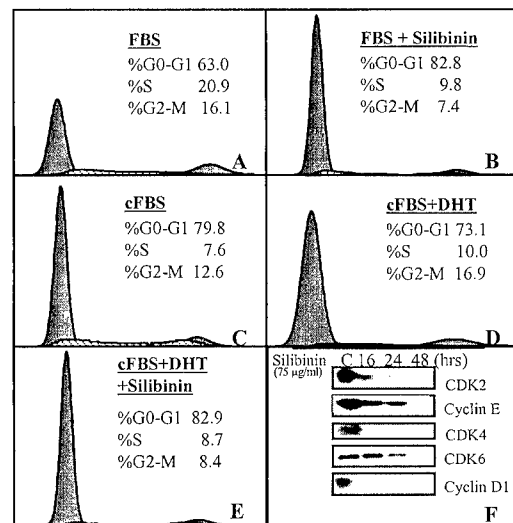 FBS
%G0-G1 63.0
%S 20.9
%G2-M 16.1
A
FBS + Silibinin
%G0-G1 82.8
%S 9.8
%G2-M 7.4
B
cFBS
%G0-G1 79.8
%S 7.6
%G2-M 12.6
C
cFBS+DHT
%G0-G1 73.1
%S 10.0
%G2-M 16.9
D
cFBS+DHT
+Silibinin
%G0-G1 82.9
%S 8.7
%G2-M 8.4
E
Silibinin C 16 24 48 (hrs)
(75 µg/ml)
CDK2
Cyclin E
CDK4
CDK6
Cyclin D1
F